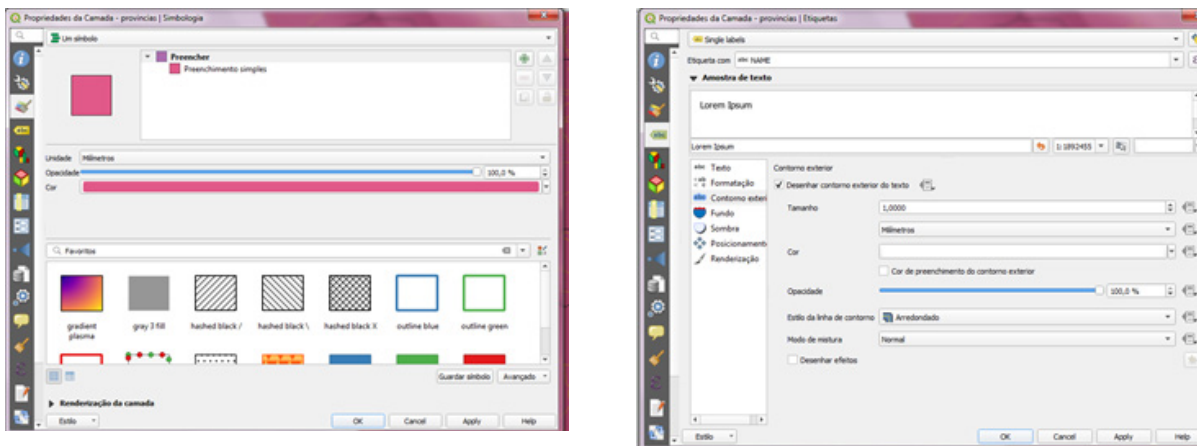 Propriedades da Camada - provincias | Simbologia
Um símbolo
Preencher
Preenchimento simples
Unidade Milímetros
Opacidade 100,0 %
Cor
Favoritos
gradient plasma
gray 3 fill
hashed black /
hashed black \
hashed black X
outline blue
outline green
Guardar símbolo Avançado
Renderização da camada
Estilo OK Cancel Apply Help
Propriedades da Camada - provincias | Etiquetas
Single labels
Etiqueta com abc NAME
Amostra de texto
Lorem Ipsum
Lorem Ipsum 1:1892455
Texto
Formatação
Contorno exteri
Fundo
Sombra
Posicionament
Renderização
Contorno exterior
Desenhar contorno exterior do texto
Tamanho 1,0000
Milímetros
Cor
Cor de preenchimento do contorno exterior
Opacidade 100,0 %
Estilo da linha de contorno Arredondado
Modo de mistura Normal
Desenhar efeitos
Estilo OK Cancel Apply Help